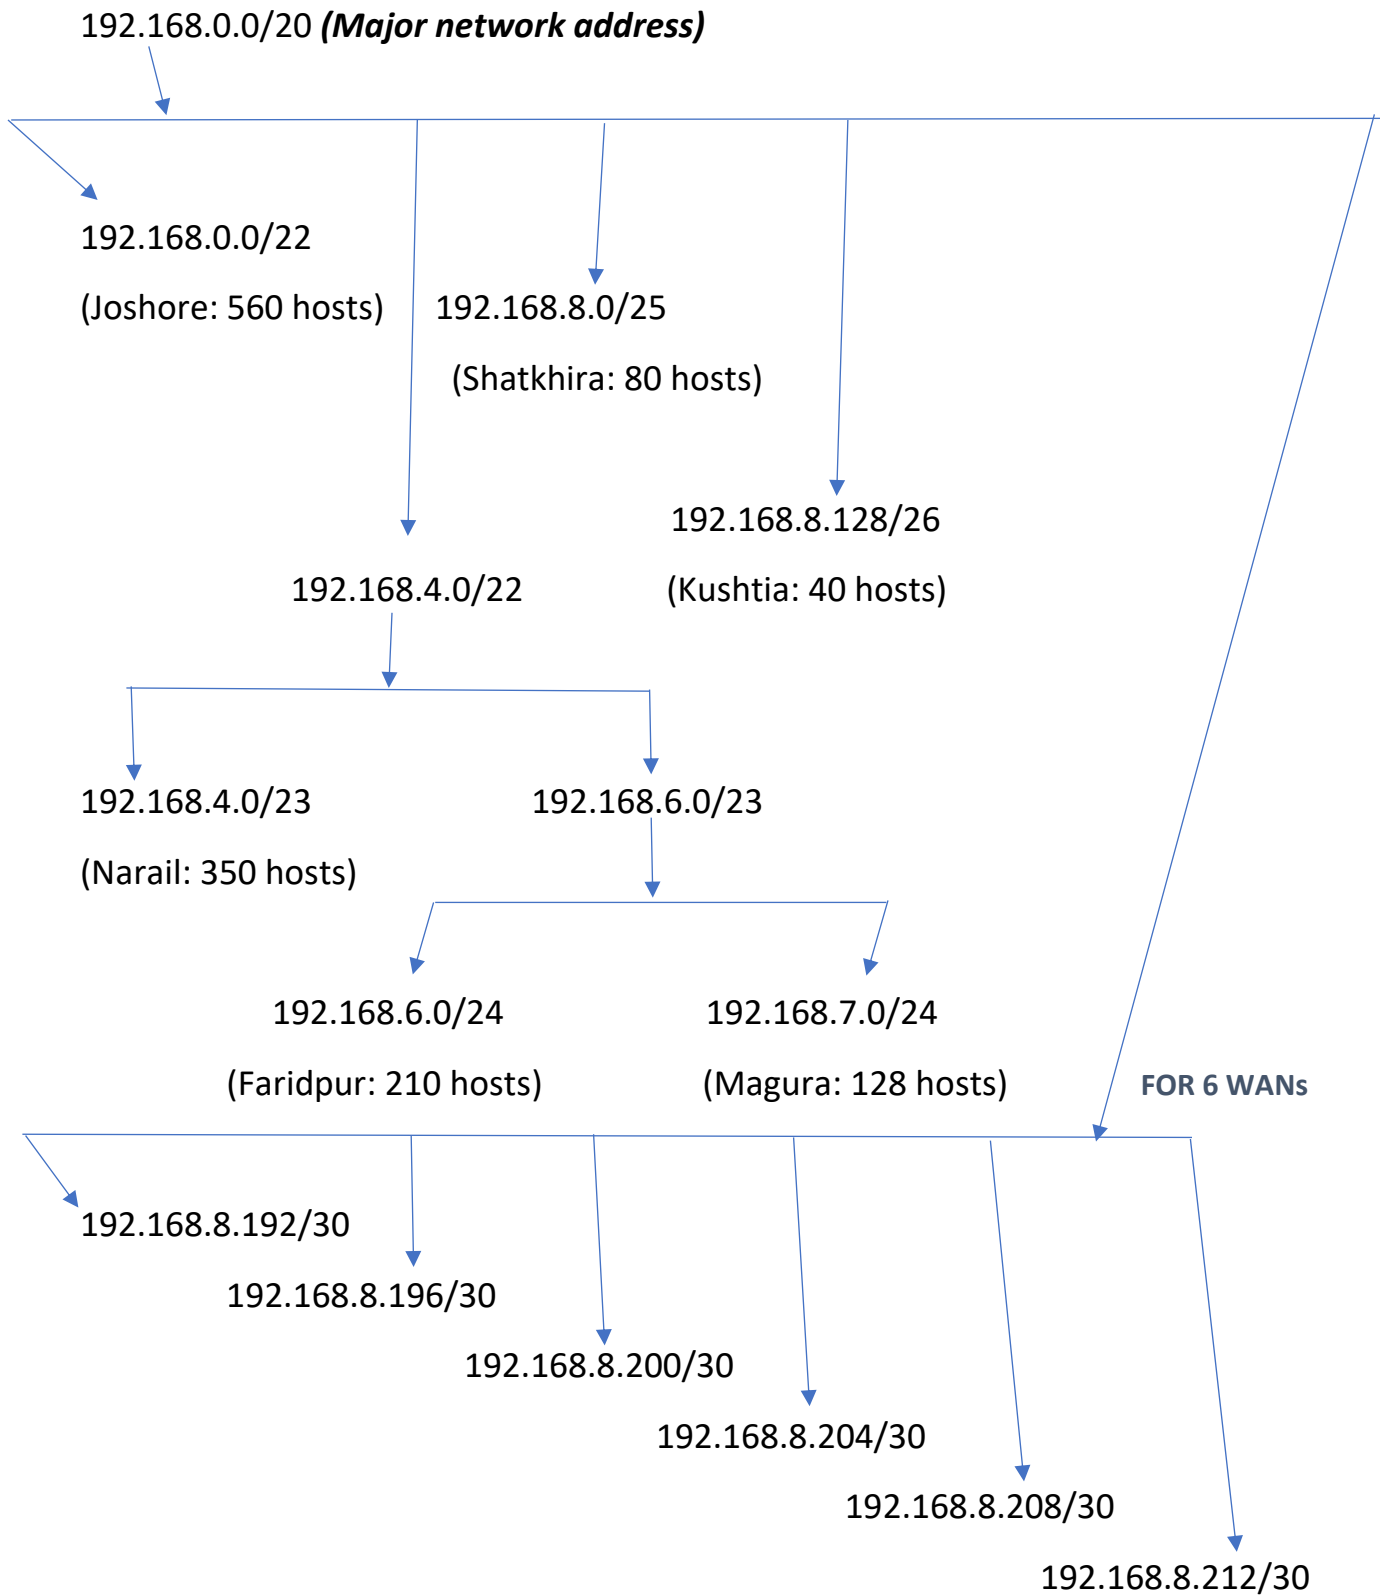 192.168.0.0/20 (Major network address)
192.168.0.0/22
(Joshore: 560 hosts)
192.168.8.0/25
(Shatkhira: 80 hosts)
192.168.8.128/26
192.168.4.0/22
(Kushtia: 40 hosts)
192.168.4.0/23
192.168.6.0/23
(Narail: 350 hosts)
192.168.6.0/24
192.168.7.0/24
(Faridpur: 210 hosts)
(Magura: 128 hosts)
FOR 6 WANs
192.168.8.192/30
192.168.8.196/30
192.168.8.200/30
192.168.8.204/30
192.168.8.208/30
192.168.8.212/30